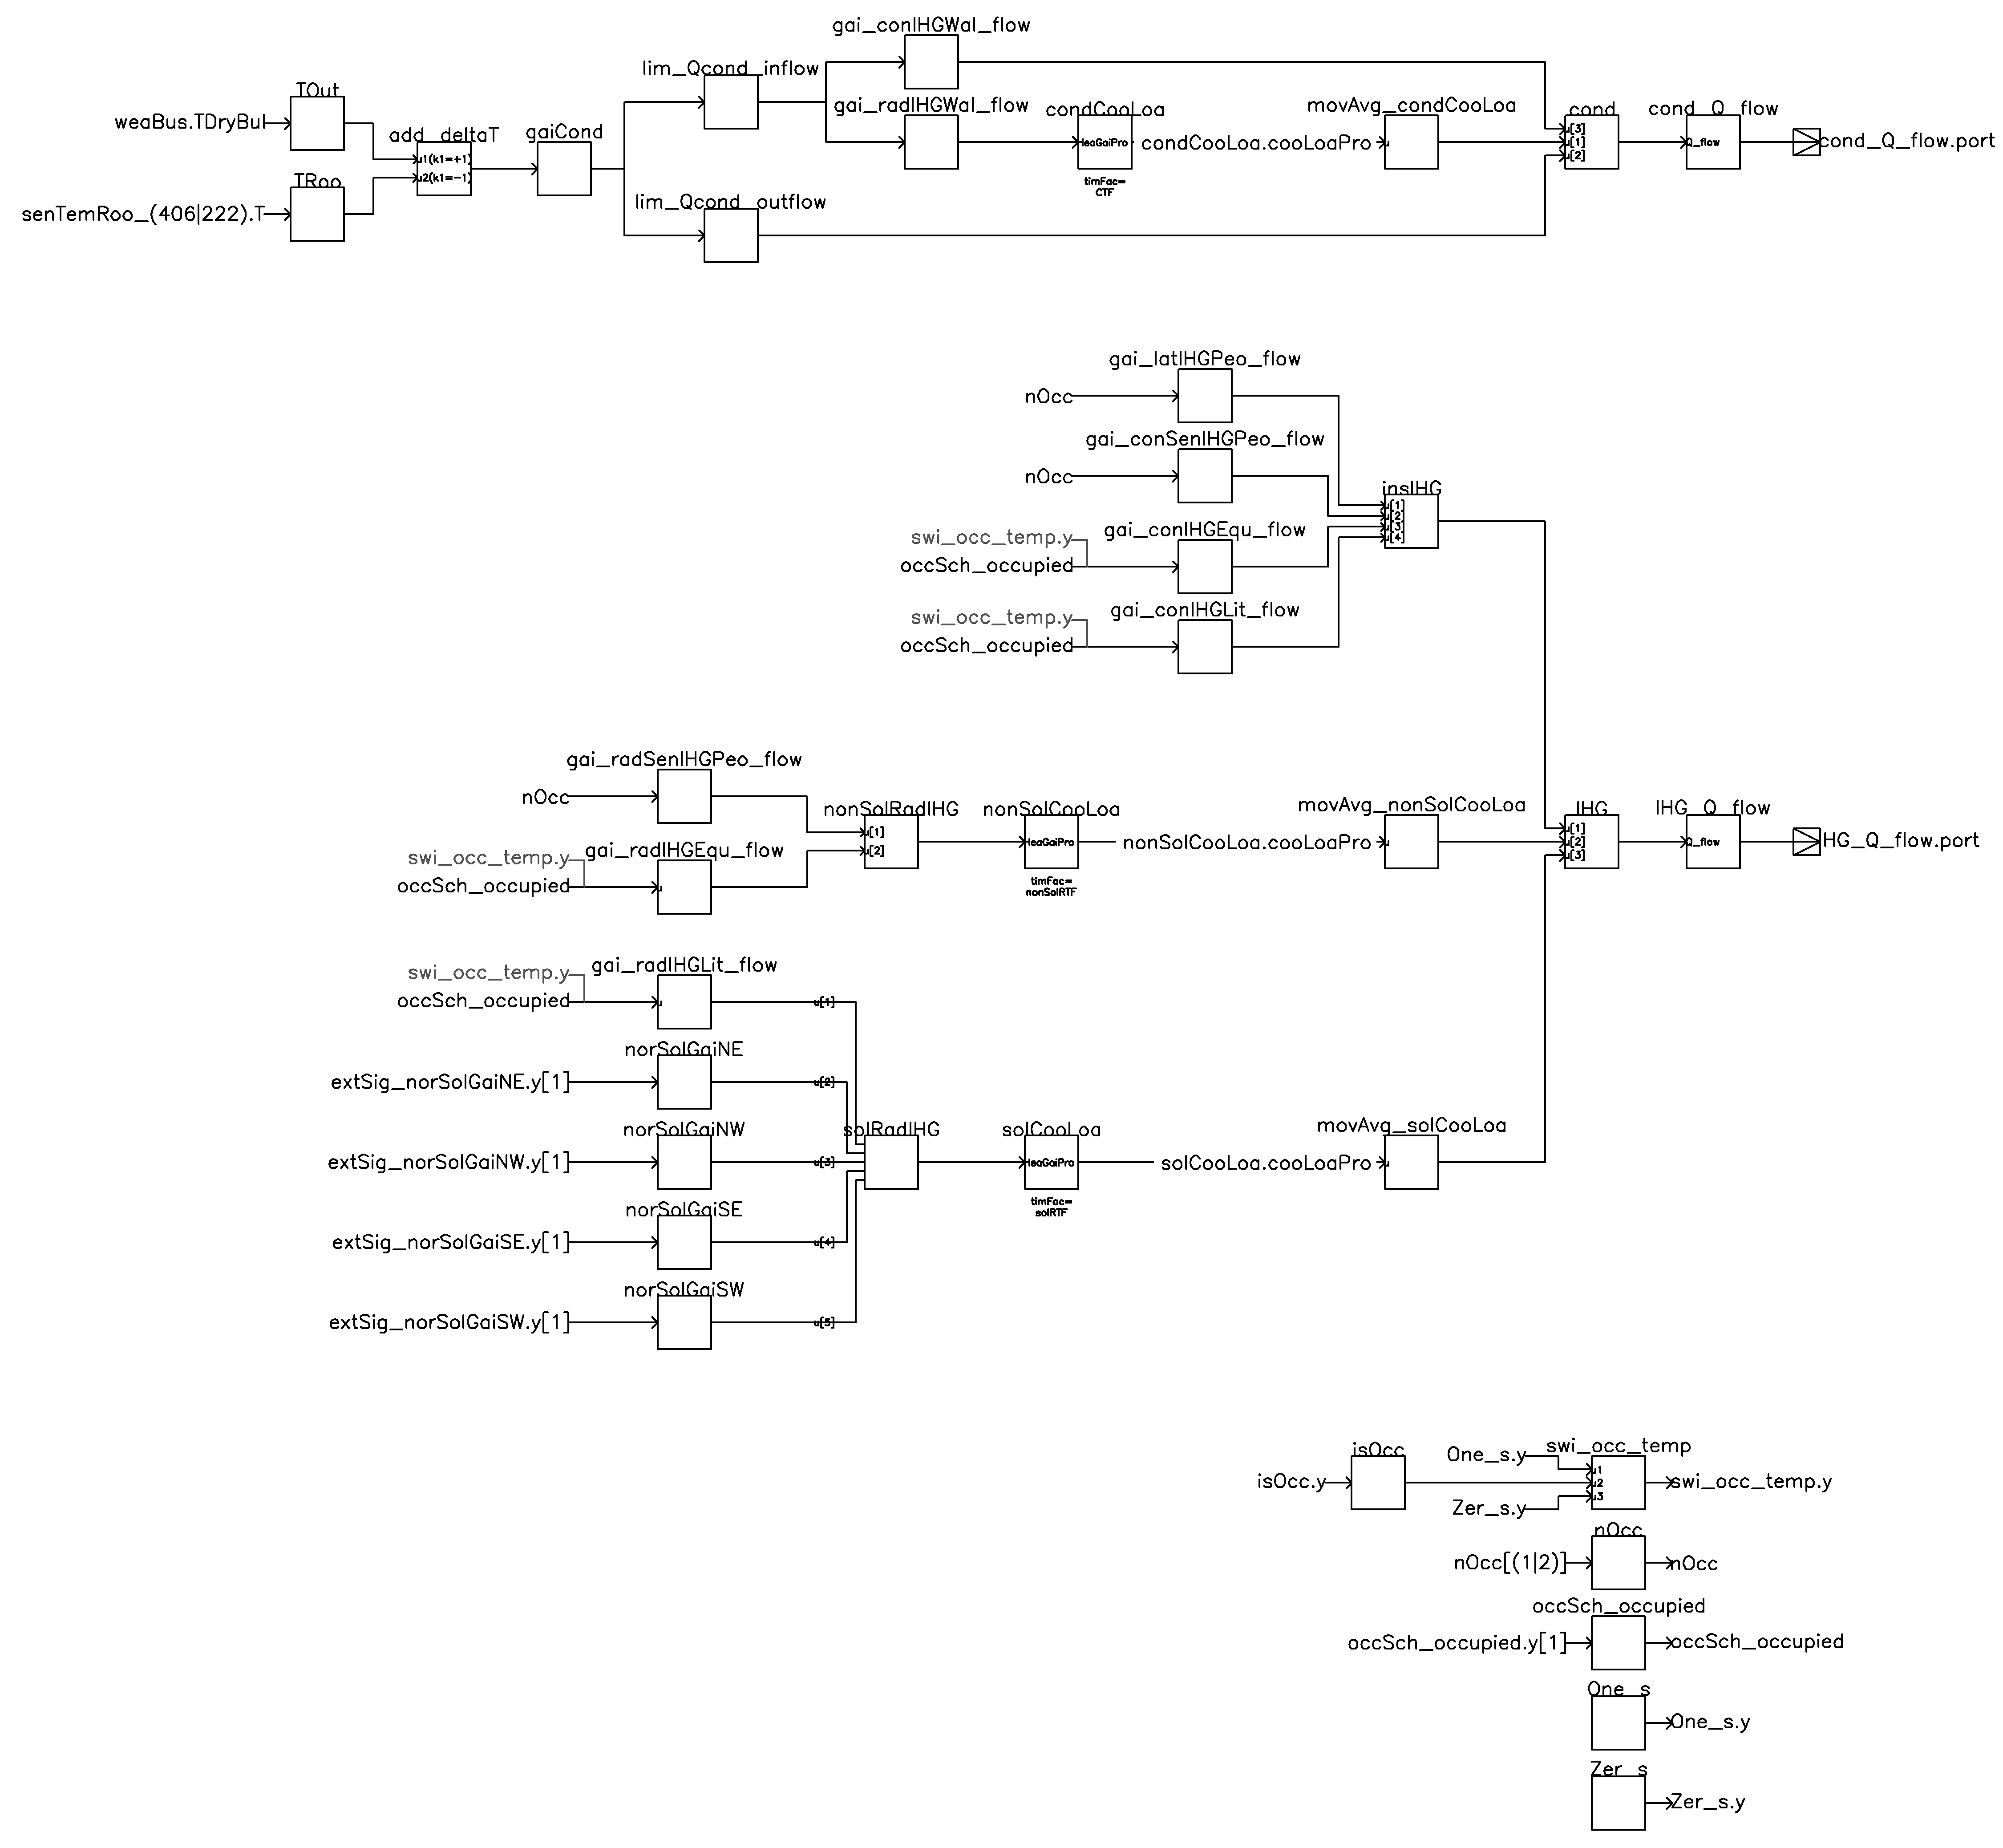 gai_conIHGWal_flow
lim_Qcond_inflow
TOut
weaBus.TDryBul
gai_radIHGWal_flow
condCooLoa
movAvg_condCooLoa
cond
cond_Q_flow
add_deltaT
gaiCond
u1(k1=+1)
u2(k1=-1)
HeaGaiPro
condCooLoa.cooLoaPro
u
u[3]
u[1]
u[2]
Q_flow
cond_Q_flow.port
TRoo
senTemRoo_(406|222).T
timFac=
CTF
lim_Qcond_outflow
gai_latIHGPeo_flow
nOcc
gai_conSenIHGPeo_flow
nOcc
insIHG
u[1]
u[2]
u[3]
u[4]
gai_conIHGEqu_flow
swi_occ_temp.y
occSch_occupied
gai_conIHGLit_flow
swi_occ_temp.y
occSch_occupied
gai_radSenIHGPeo_flow
nOcc
nonSolRadIHG
nonSolCooLoa
movAvg_nonSolCooLoa
IHG
IHG_Q_flow
u[1]
u[2]
HeaGaiPro
nonSolCooLoa.cooLoaPro
u
u[1]
u[2]
u[3]
Q_flow
HG_Q_flow.port
gai_radIHGEqu_flow
swi_occ_temp.y
occSch_occupied
u
timFac=
nonSolRTF
gai_radIHGLit_flow
swi_occ_temp.y
occSch_occupied
u
u[1]
norSolGaiNE
extSig_norSolGaiNE.y[1]
u[2]
norSolGaiNW
solRadIHG
solCooLoa
movAvg_solCooLoa
extSig_norSolGaiNW.y[1]
u[3]
HeaGaiPro
solCooLoa.cooLoaPro
u
timFac=
solRTF
norSolGaiSE
extSig_norSolGaiSE.y[1]
u[4]
norSolGaiSW
extSig_norSolGaiSW.y[1]
u[5]
isOcc
One_s.y
swi_occ_temp
isOcc.y
u1
u2
u3
swi_occ_temp.y
Zer_s.y
nOcc
nOcc[(1|2)]
nOcc
occSch_occupied
occSch_occupied.y[1]
occSch_occupied
One_s
One_s.y
Zer_s
Zer_s.y